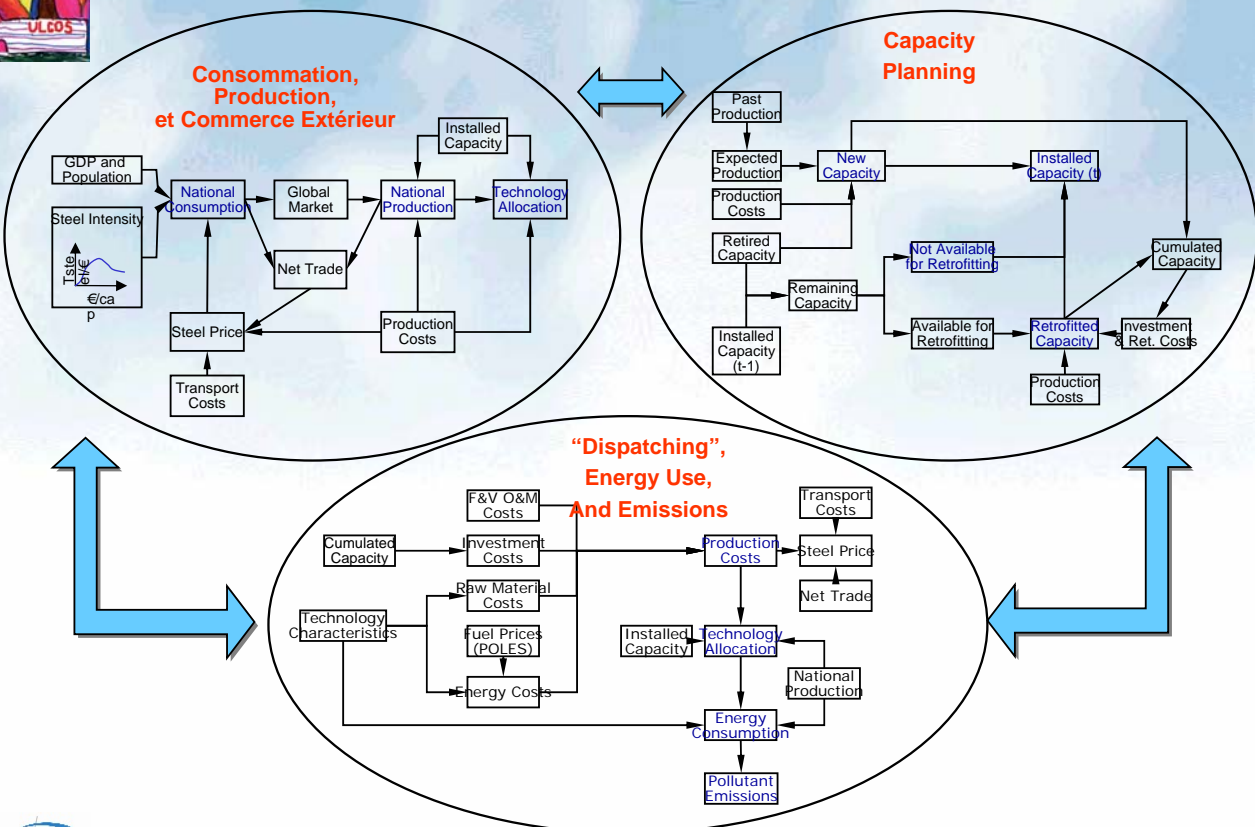 ULCOS
Consommation,
Production,
et Commerce Extérieur
Installed
Capacity
GDP and
Population
National
Consumption
Global
Market
National
Production
Technology
Allocation
Steel Intensity
Tste
el/€
€/ca
p
Net Trade
Steel Price
Production
Costs
Transport
Costs
Capacity
Planning
Past
Production
Expected
Production
New
Capacity
Installed
Capacity (t)
Production
Costs
Retired
Capacity
Not Available
for Retrofitting
Cumulated
Capacity
Remaining
Capacity
Installed
Capacity
(t-1)
Available for
Retrofitting
Retrofitted
Capacity
Investment
& Ret. Costs
Production
Costs
“Dispatching”,
Energy Use,
And Emissions
F&V O&M
Costs
Transport
Costs
Cumulated
Capacity
Investment
Costs
Production
Costs
Steel Price
Raw Material
Costs
Net Trade
Technology
Characteristics
Fuel Prices
(POLES)
Installed
Capacity
Technology
Allocation
Energy Costs
National
Production
Energy
Consumption
Pollutant
Emissions